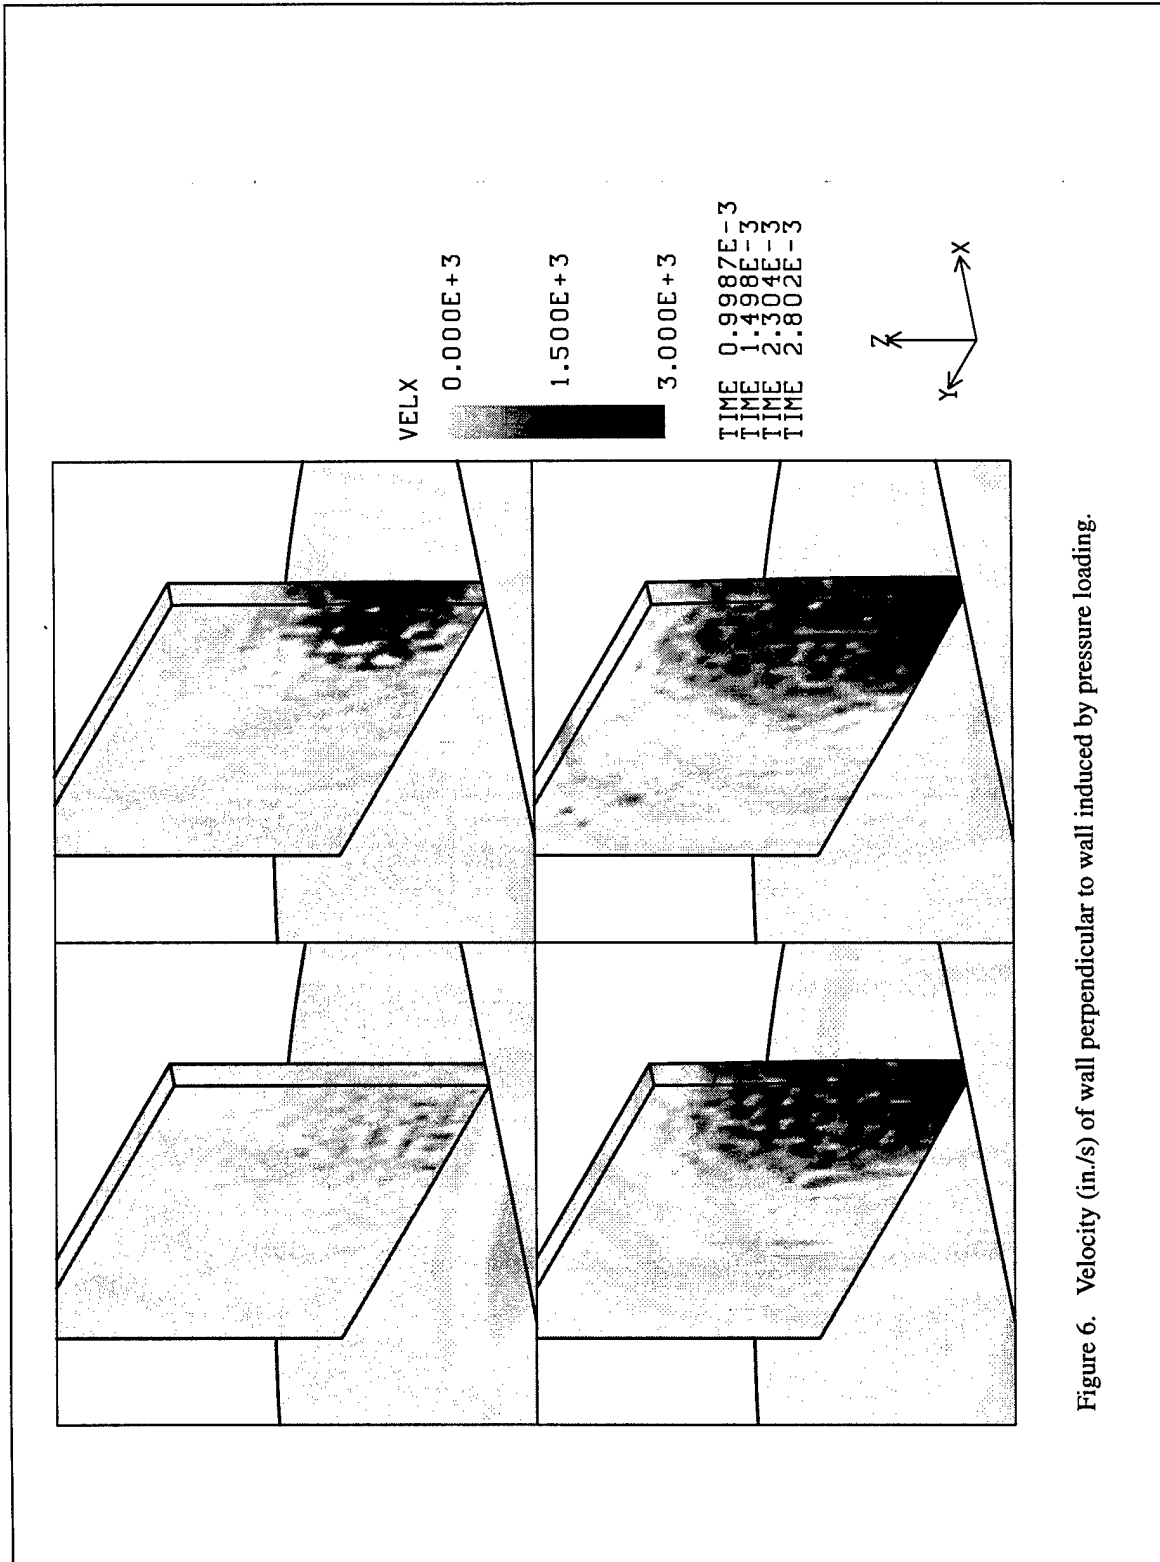 VELX
0.000E+3
1.500E+3
3.000E+3
TIME 0.9987E-3
TIME 1.498E-3
TIME 2.304E-3
TIME 2.802E-3
Z
Y
X
Figure 6. Velocity (in./s) of wall perpendicular to wall induced by pressure loading.